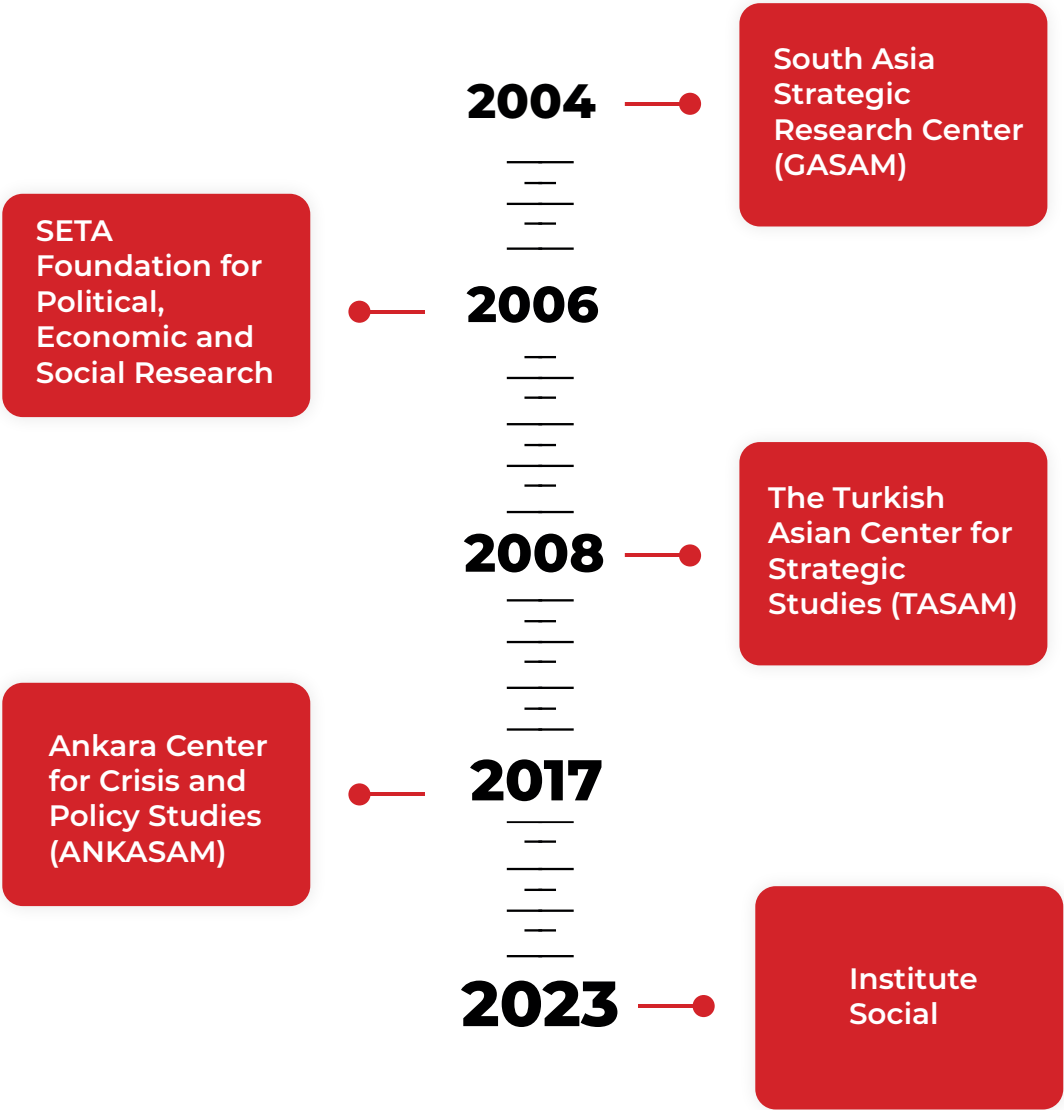 2004
South Asia
Strategic
Research Center
(GASAM)
SETA
Foundation for
Political,
Economic and
Social Research
2006
2008
The Turkish
Asian Center for
Strategic
Studies (TASAM)
Ankara Center
for Crisis and
Policy Studies
(ANKASAM)
2017
2023
Institute
Social